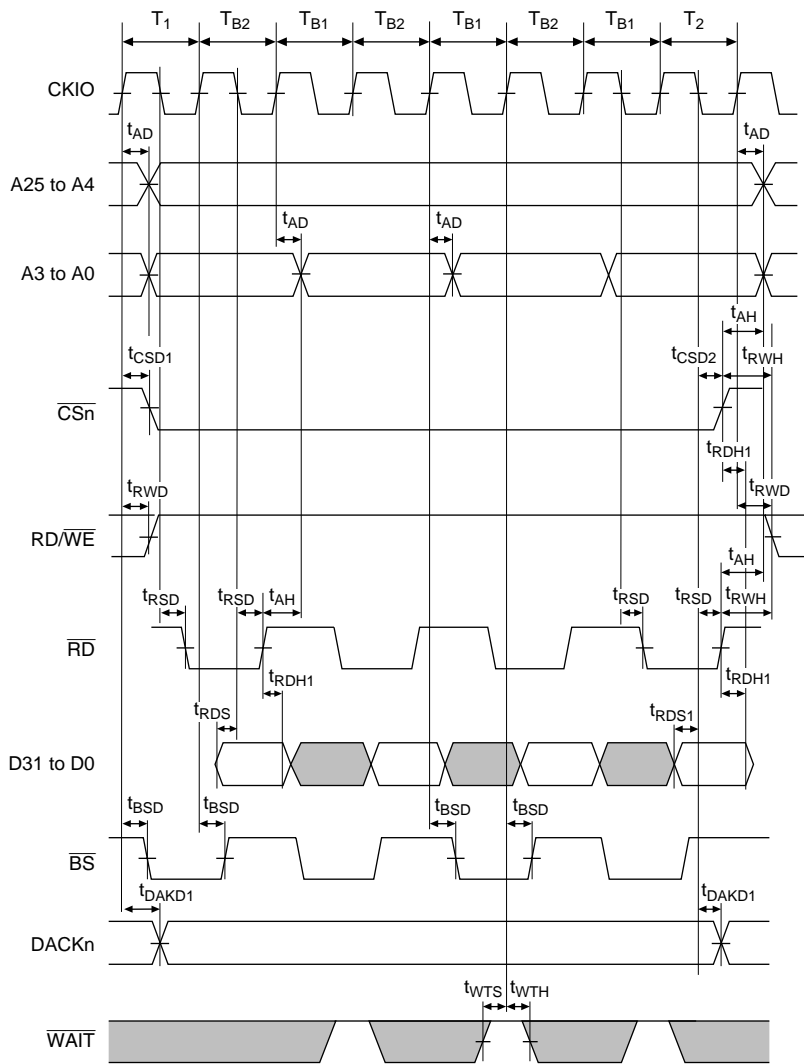 T1 TB2 TB1 TB2 TB1 TB2 TB1 T2
CKIO
tAD tAD
A25 to A4
tAD tAD
A3 to A0
tAH
tCSD1 tCSD2 tRWH
CSn
tRDH1
tRWD tRWD
RD/WE
tAH
tRSD tRSD tAH tRSD tRSD tRWH
RD
tRDH1 tRDH1
tRDS tRDS1
D31 to D0
tBSD tBSD tBSD tBSD
BS
tDAKD1 tDAKD1
DACKn
tWTS tWTH
WAIT